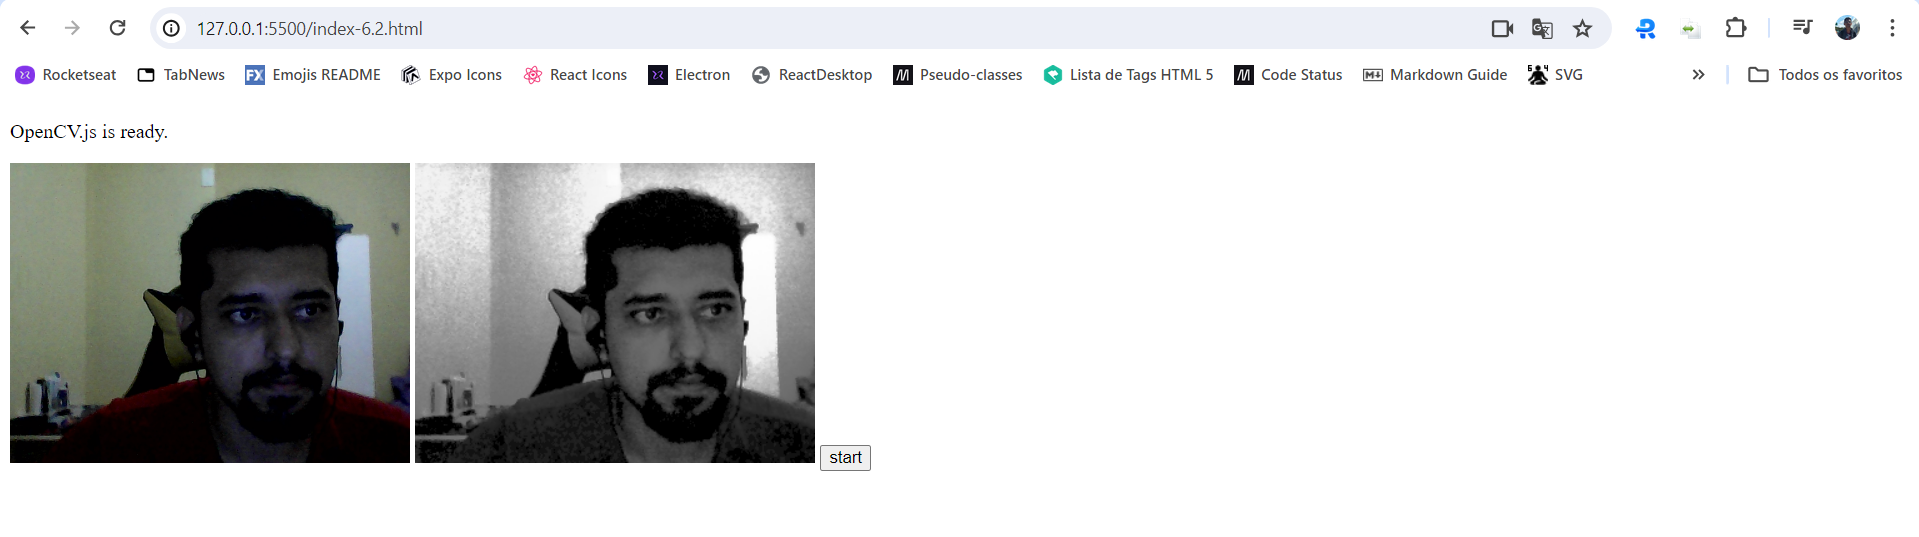 127.0.0.1:5500/index-6.2.html
Rocketseat TabNews FX Emojis README Expo Icons React Icons Electron ReactDesktop M Pseudo-classes Lista de Tags HTML 5 M Code Status M Markdown Guide SVG » Todos os favoritos
OpenCV.js is ready.
start